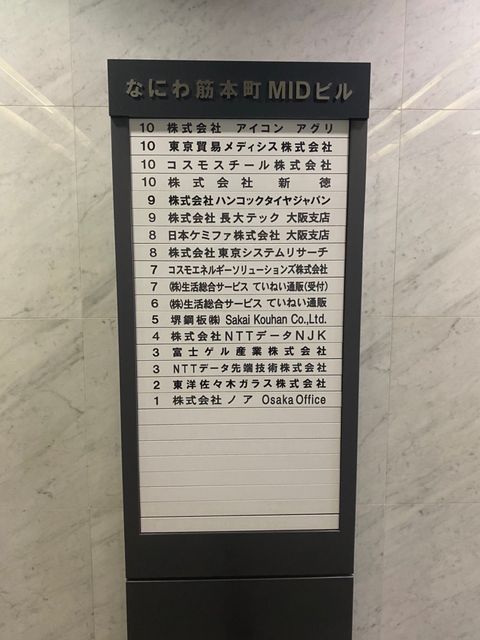 なにわ筋本町MIDビル
10 株式会社 アイコン アグリ
10 東京貿易メディシス株式会社
10 コスモスチール株式会社
10 株式会社 新徳
9 株式会社ハンコックタイヤジャパン
9 株式会社長大テック 大阪支店
8 日本ケミファ株式会社 大阪支店
8 株式会社東京システムリサーチ
7 コスモエネルギーソリューションズ株式会社
7 ㈱生活総合サービス ていねい通販(受付)
6 ㈱生活総合サービス ていねい通販
5 堺鋼板㈱ Sakai Kouhan Co.,Ltd.
4 株式会社NTTデータNJK
3 富士ゲル産業株式会社
3 NTTデータ先端技術株式会社
2 東洋佐々木ガラス株式会社
1 株式会社ノア Osaka Office